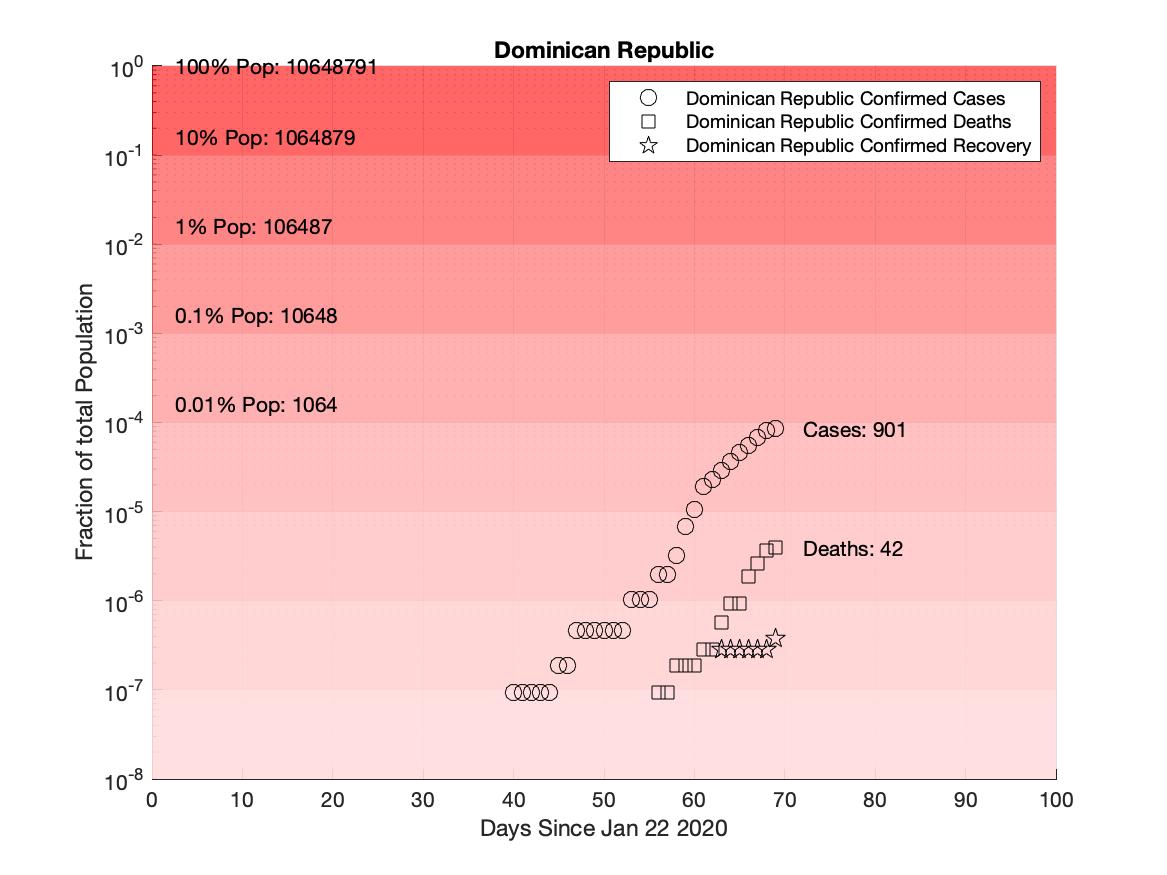 Dominican Republic
10⁰
100% Pop: 10648791
Dominican Republic Confirmed Cases
Dominican Republic Confirmed Deaths
Dominican Republic Confirmed Recovery
10% Pop: 1064879
10⁻¹
1% Pop: 106487
10⁻²
0.1% Pop: 10648
10⁻³
0.01% Pop: 1064
10⁻⁴
Cases: 901
10⁻⁵
Deaths: 42
10⁻⁶
10⁻⁷
10⁻⁸
Fraction of total Population
0 10 20 30 40 50 60 70 80 90 100
Days Since Jan 22 2020